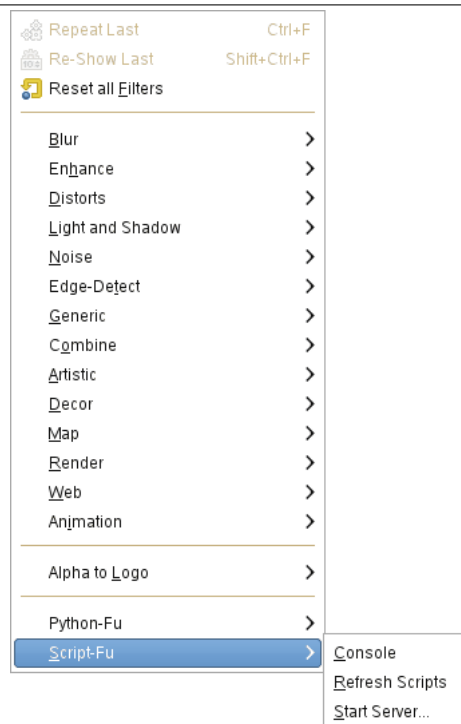 Repeat Last Ctrl+F
Re-Show Last Shift+Ctrl+F
Reset all Filters
Blur
Enhance
Distorts
Light and Shadow
Noise
Edge-Detect
Generic
Combine
Artistic
Decor
Map
Render
Web
Animation
Alpha to Logo
Python-Fu
Script-Fu
Console
Refresh Scripts
Start Server...